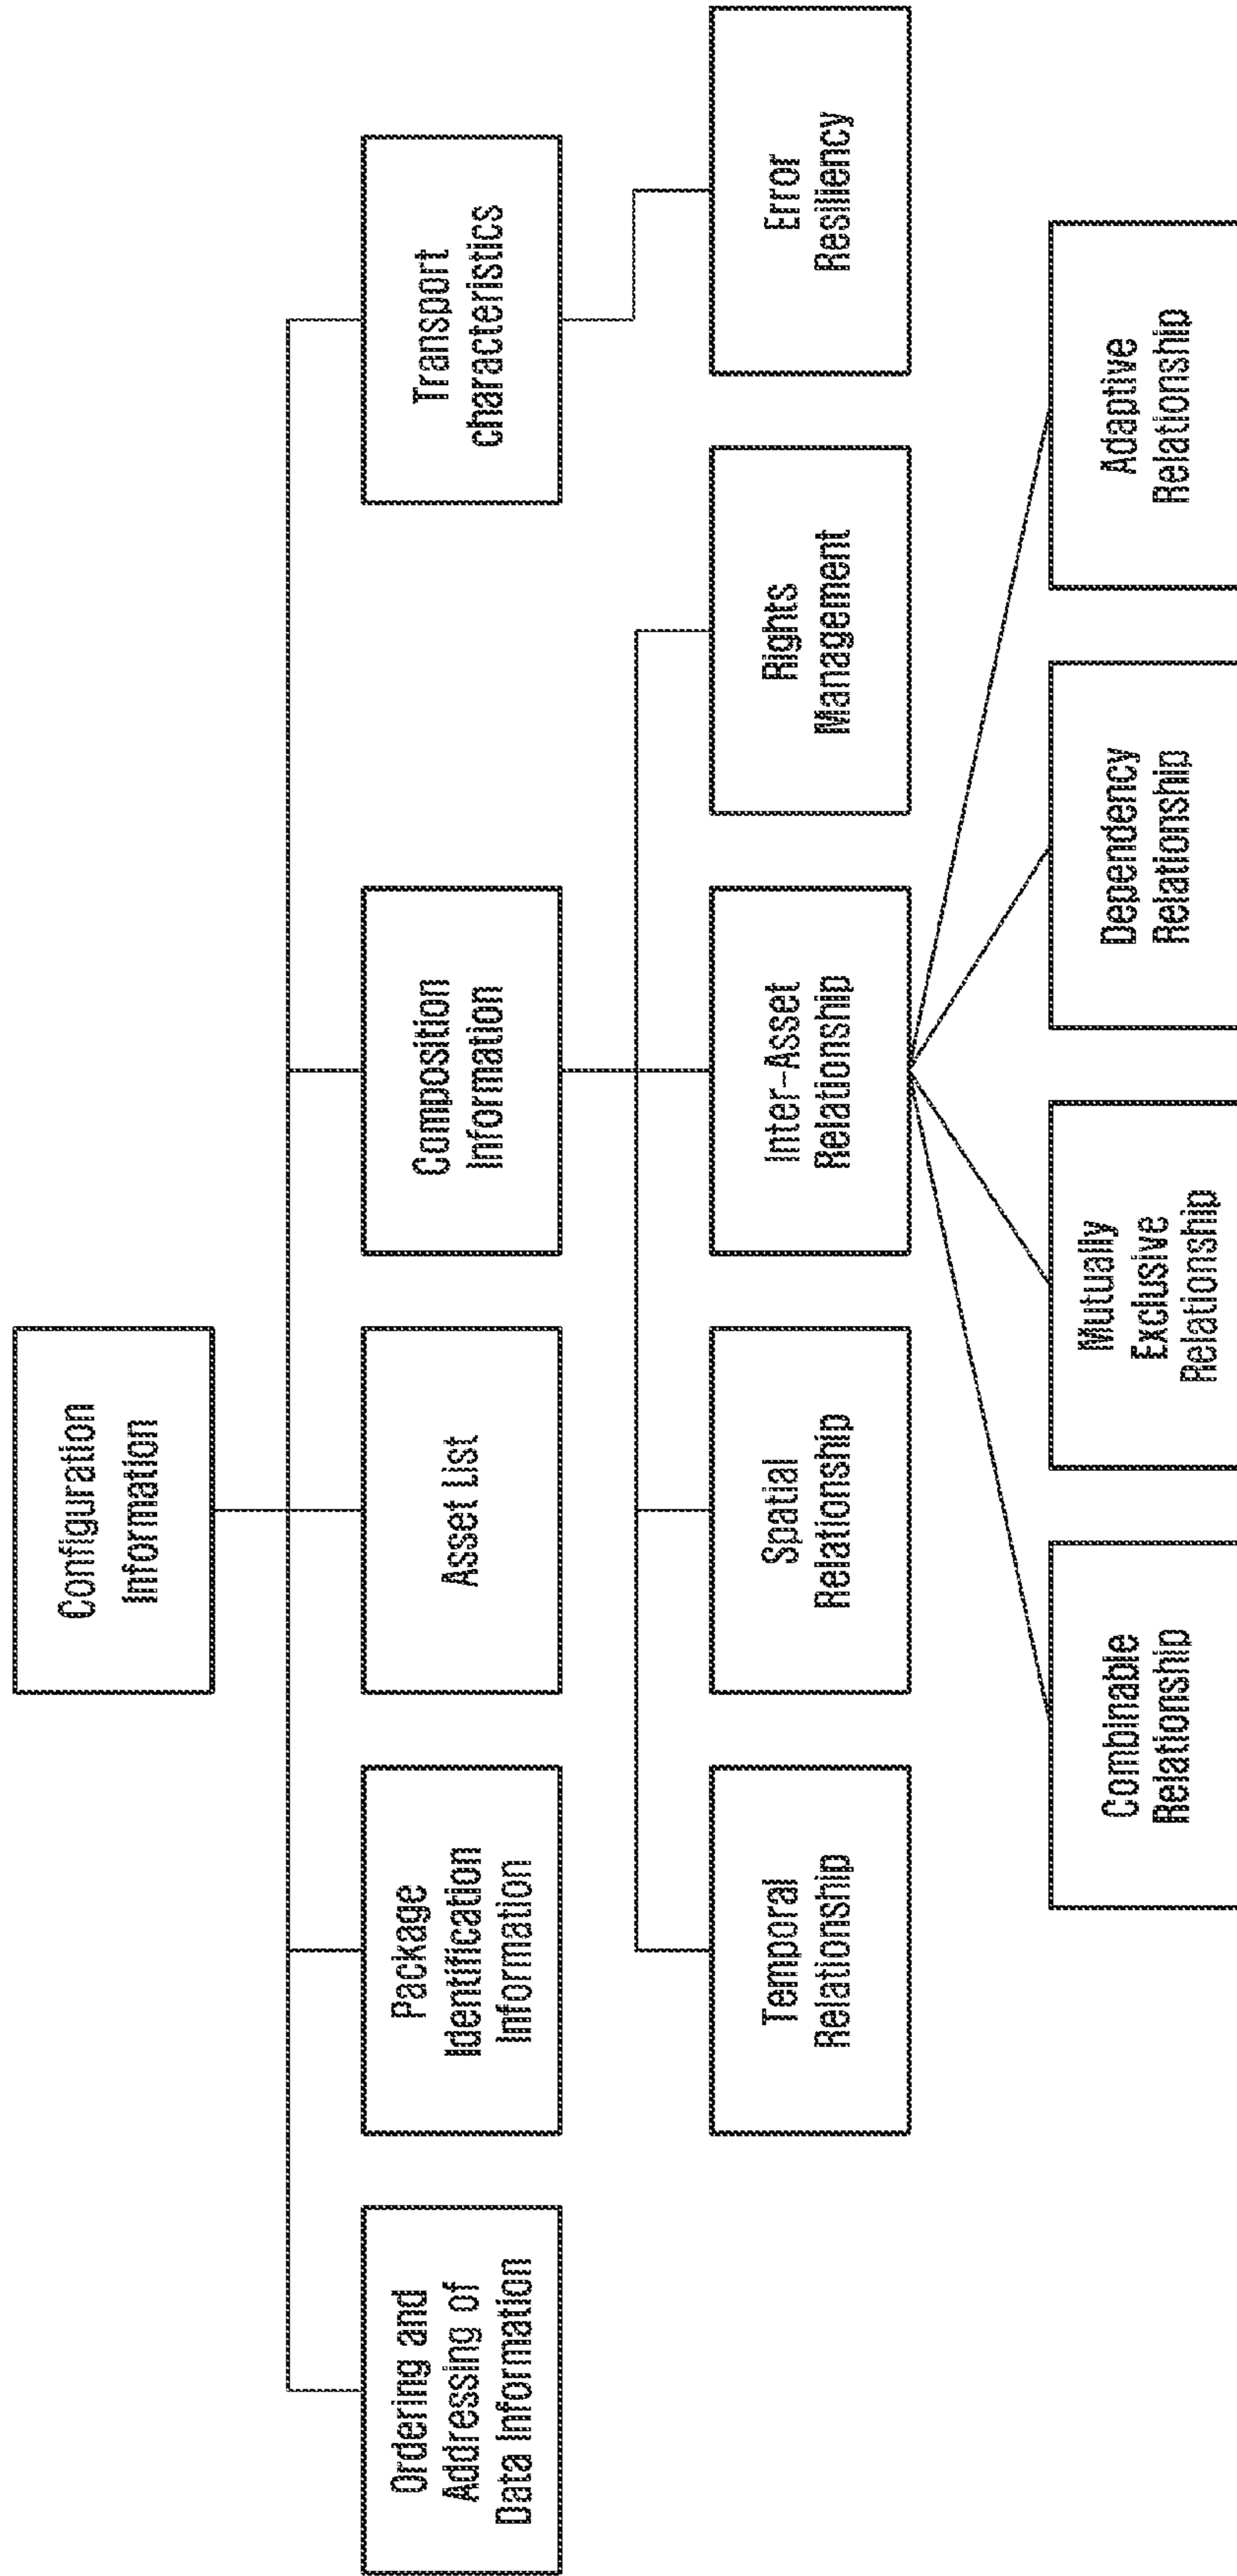 Configuration
Information
Ordering and
Addressing of
Data Information
Package
Identification
Information
Asset List
Composition
Information
Transport
characteristics
Temporal
Relationship
Spatial
Relationship
Inter-Asset
Relationship
Rights
Management
Error
Resiliency
Combinable
Relationship
Mutually
Exclusive
Relationship
Dependency
Relationship
Adaptive
Relationship